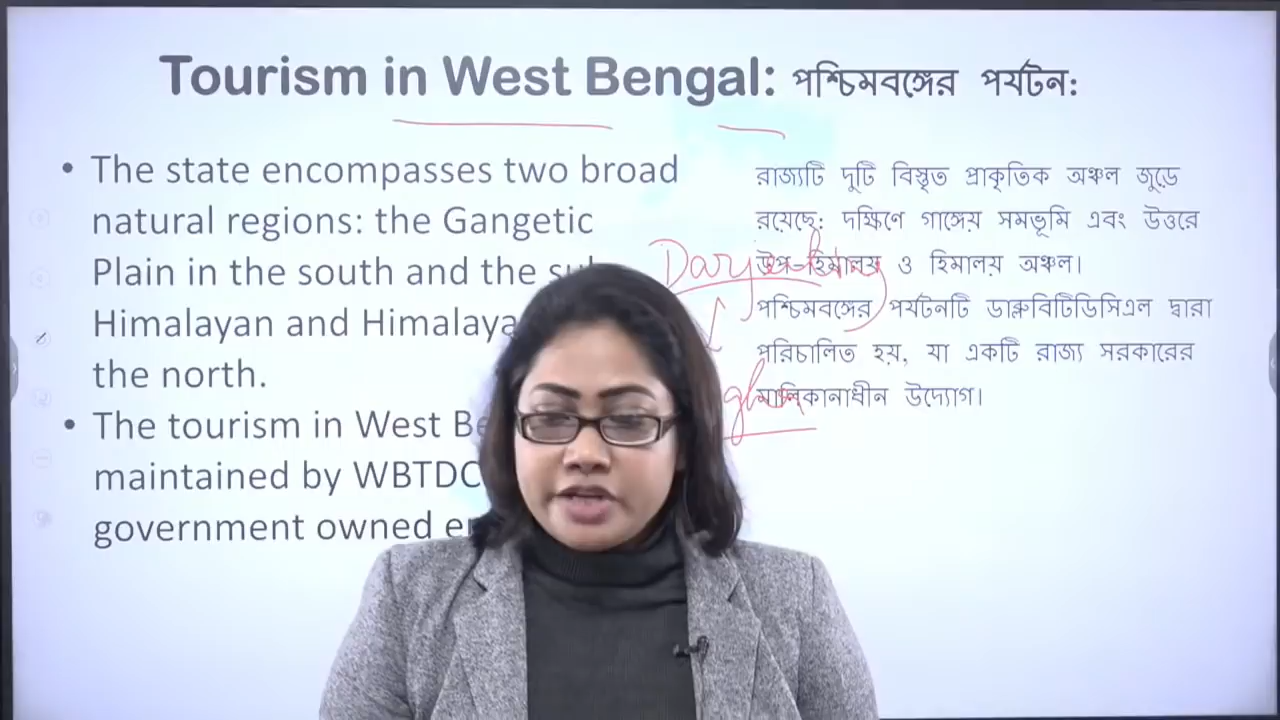 Tourism in West Bengal: পশ্চিমবঙ্গের পর্যটন:
• The state encompasses two broad
natural regions: the Gangetic
Plain in the south and the sub
Himalayan and Himalaya
the north.
• The tourism in West Be
maintained by WBTDC
government owned en
রাজ্যটি দুটি বিস্তৃত প্রাকৃতিক অঞ্চল জুড়ে
রয়েছে: দক্ষিণে গাঙ্গেয় সমভূমি এবং উত্তরে
উপ-হিমালয় ও হিমালয় অঞ্চল।
পশ্চিমবঙ্গের পর্যটনটি ডাব্লুবিটিডিসিএল দ্বারা
পরিচালিত হয়, যা একটি রাজ্য সরকারের
মালিকানাধীন উদ্যোগ।
Darjeeling